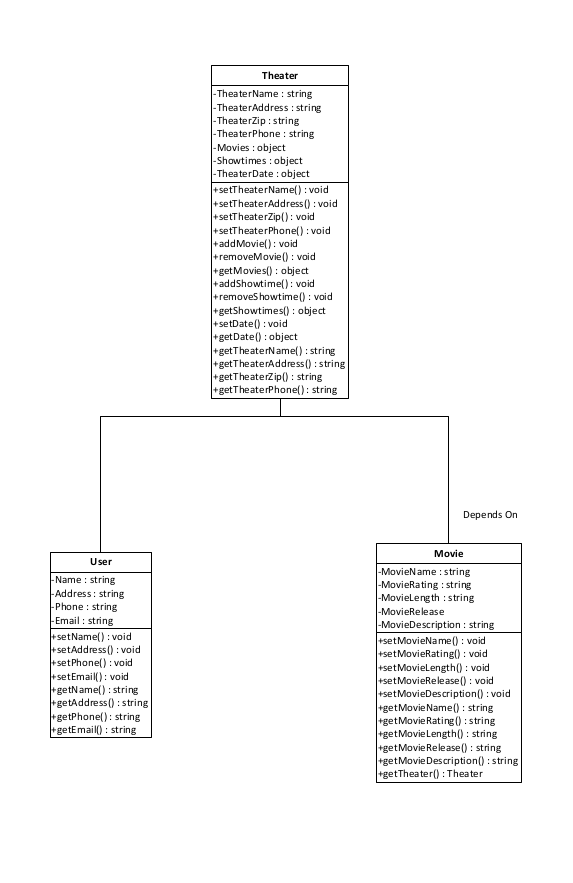 Theater
-TheaterName : string
-TheaterAddress : string
-TheaterZip : string
-TheaterPhone : string
-Movies : object
-Showtimes : object
-TheaterDate : object
+setTheaterName() : void
+setTheaterAddress() : void
+setTheaterZip() : void
+setTheaterPhone() : void
+addMovie() : void
+removeMovie() : void
+getMovies() : object
+addShowtime() : void
+removeShowtime() : void
+getShowtimes() : object
+setDate() : void
+getDate() : object
+getTheaterName() : string
+getTheaterAddress() : string
+getTheaterZip() : string
+getTheaterPhone() : string
Depends On
User
-Name : string
-Address : string
-Phone : string
-Email : string
+setName() : void
+setAddress() : void
+setPhone() : void
+setEmail() : void
+getName() : string
+getAddress() : string
+getPhone() : string
+getEmail() : string
Movie
-MovieName : string
-MovieRating : string
-MovieLength : string
-MovieRelease
-MovieDescription : string
+setMovieName() : void
+setMovieRating() : void
+setMovieLength() : void
+setMovieRelease() : void
+setMovieDescription() : void
+getMovieName() : string
+getMovieRating() : string
+getMovieLength() : string
+getMovieRelease() : string
+getMovieDescription() : string
+getTheater() : Theater